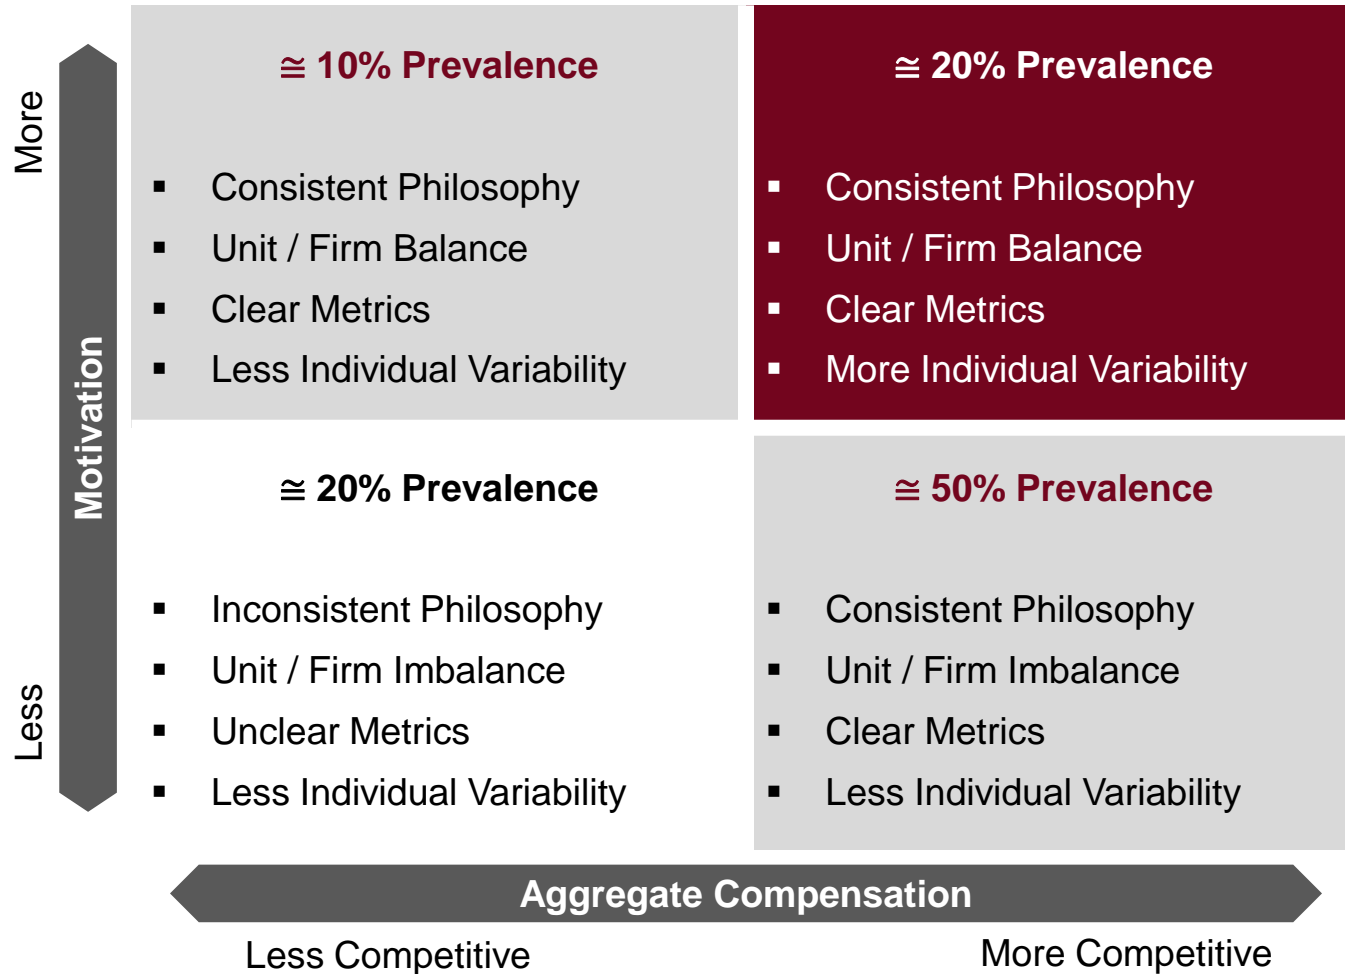 More
Motivation
Less
≅ 10% Prevalence
▪ Consistent Philosophy
▪ Unit / Firm Balance
▪ Clear Metrics
▪ Less Individual Variability
≅ 20% Prevalence
▪ Consistent Philosophy
▪ Unit / Firm Balance
▪ Clear Metrics
▪ More Individual Variability
≅ 20% Prevalence
▪ Inconsistent Philosophy
▪ Unit / Firm Imbalance
▪ Unclear Metrics
▪ Less Individual Variability
≅ 50% Prevalence
▪ Consistent Philosophy
▪ Unit / Firm Imbalance
▪ Clear Metrics
▪ Less Individual Variability
Aggregate Compensation
Less Competitive
More Competitive